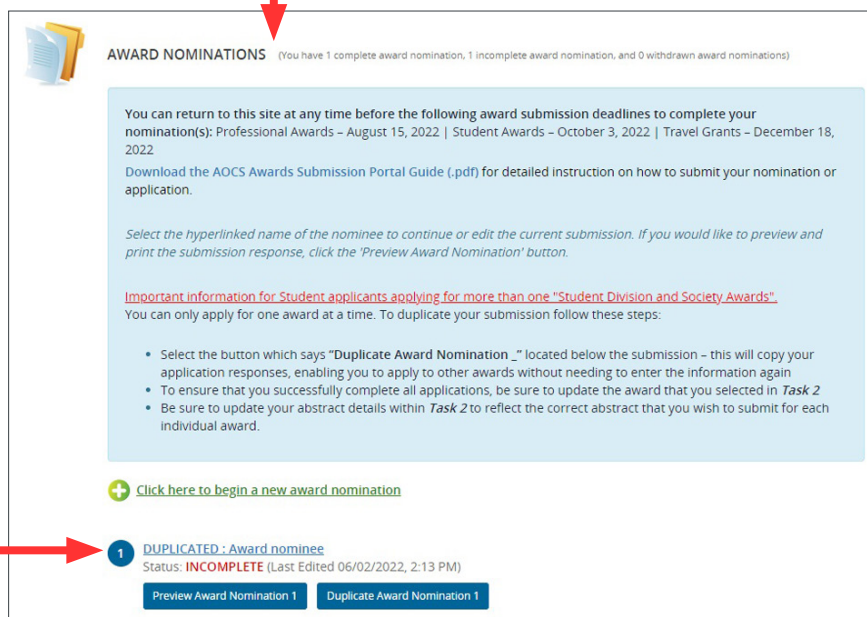 AWARD NOMINATIONS (You have 1 complete award nomination, 1 incomplete award nomination, and 0 withdrawn award nominations)
You can return to this site at any time before the following award submission deadlines to complete your
nomination(s): Professional Awards – August 15, 2022 | Student Awards – October 3, 2022 | Travel Grants – December 18,
2022
Download the AOCS Awards Submission Portal Guide (.pdf) for detailed instruction on how to submit your nomination or
application.
Select the hyperlinked name of the nominee to continue or edit the current submission. If you would like to preview and
print the submission response, click the 'Preview Award Nomination' button.
Important information for Student applicants applying for more than one "Student Division and Society Awards".
You can only apply for one award at a time. To duplicate your submission follow these steps:
• Select the button which says “Duplicate Award Nomination _” located below the submission – this will copy your
application responses, enabling you to apply to other awards without needing to enter the information again
• To ensure that you successfully complete all applications, be sure to update the award that you selected in Task 2
• Be sure to update your abstract details within Task 2 to reflect the correct abstract that you wish to submit for each
individual award.
Click here to begin a new award nomination
1 DUPLICATED : Award nominee
Status: INCOMPLETE (Last Edited 06/02/2022, 2:13 PM)
Preview Award Nomination 1 Duplicate Award Nomination 1